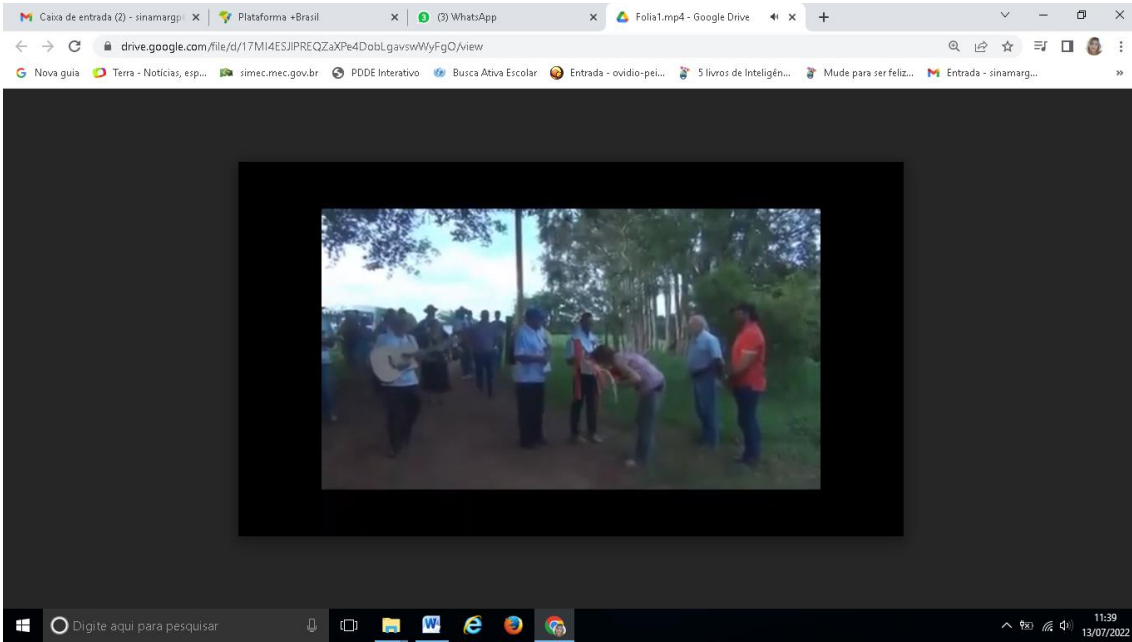 Caixa de entrada (2) - sinamargp
Plataforma +Brasil
3 (3) WhatsApp
Folia1.mp4 - Google Drive
drive.google.com/file/d/17MI4ESJIPREQZaXPe4DobLgavswWyFgO/view
G Nova guia
Terra - Notícias, esp...
simec.mec.gov.br
PDDE Interativo
Busca Ativa Escolar
Entrada - ovidio-pei...
5 livros de Inteligên...
Mude para ser feliz...
Entrada - sinamarg...
Digite aqui para pesquisar
11:39
13/07/2022